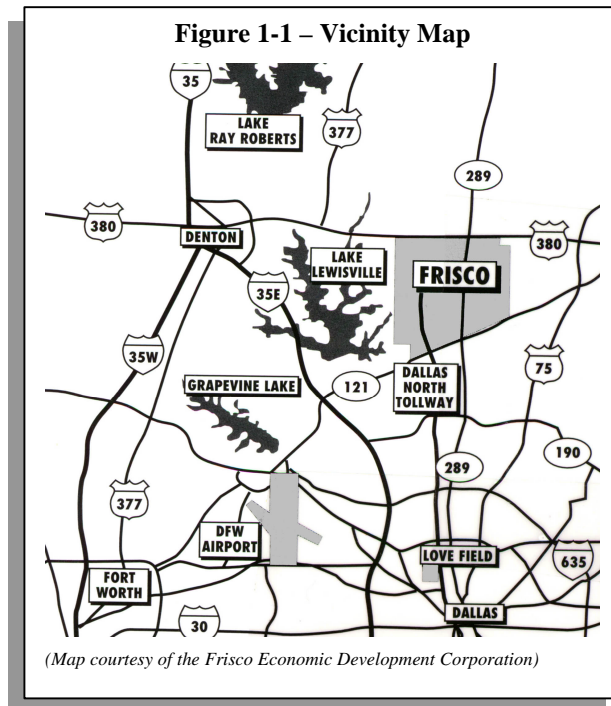 Figure 1-1 – Vicinity Map
35
LAKE
RAY ROBERTS
377
289
380
DENTON
LAKE
LEWISVILLE
FRISCO
380
35E
35W
GRAPEVINE LAKE
121
DALLAS
NORTH
TOLLWAY
75
190
289
377
DFW
AIRPORT
LOVE FIELD
635
FORT
WORTH
30
DALLAS
(Map courtesy of the Frisco Economic Development Corporation)